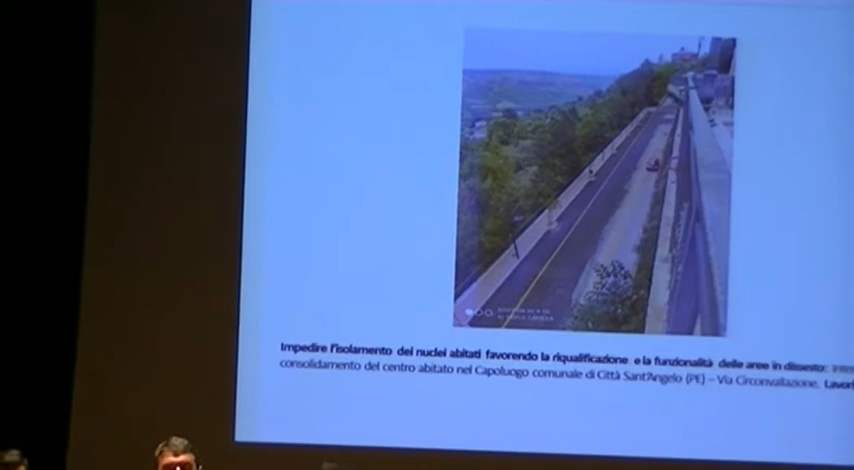 Impedire l'isolamento dei nuclei abitati favorendo la riqualificazione e la funzionalità delle aree in dissesto:
consolidamento del centro abitato nel Capoluogo comunale di Città Sant'Angelo (PE) – Via Circonvallazione. Lavori